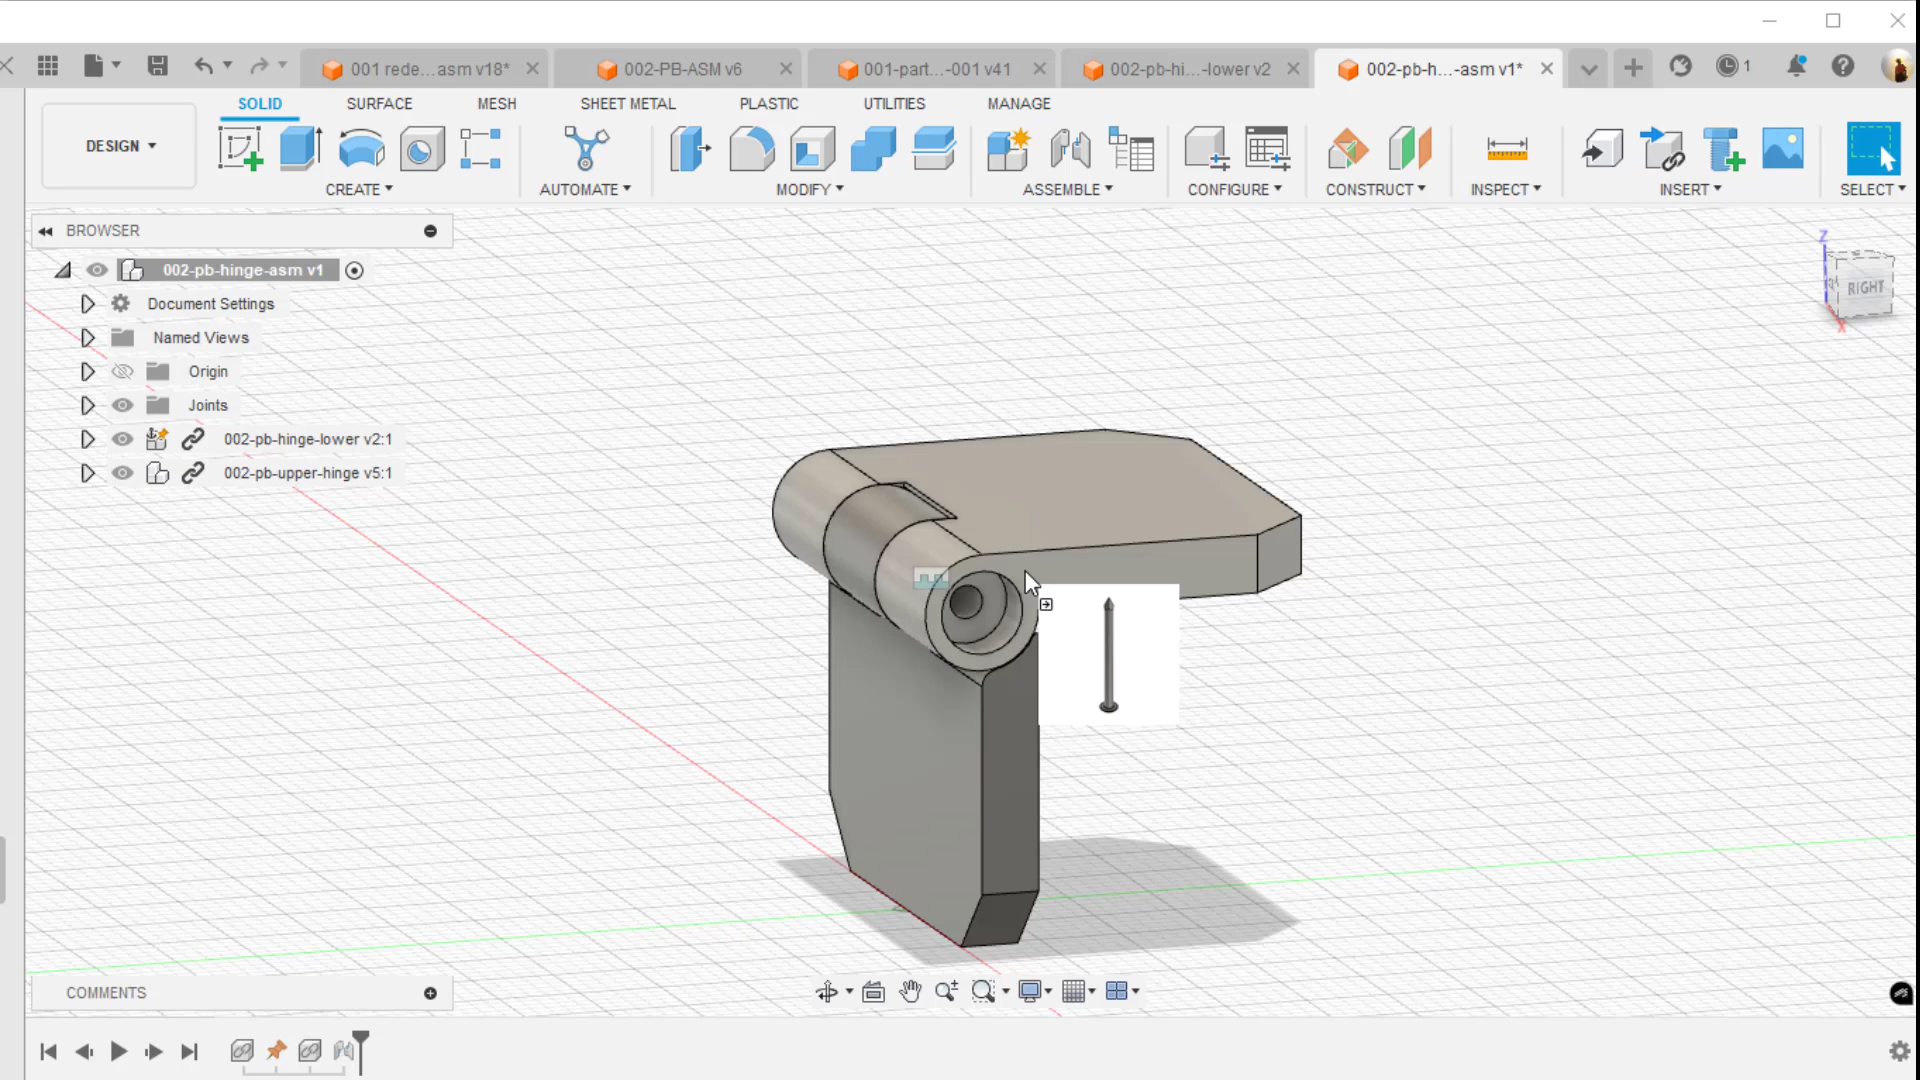 1
001 rede...asm v18*
002-PB-ASM v6
001-part...-001 v41
002-pb-hi...-lower v2
002-pb-h...-asm v1*
SOLID SURFACE MESH SHEET METAL PLASTIC UTILITIES MANAGE
DESIGN
CREATE AUTOMATE MODIFY ASSEMBLE CONFIGURE CONSTRUCT INSPECT INSERT SELECT
BROWSER
002-pb-hinge-asm v1
Document Settings
Named Views
Origin
Joints
002-pb-hinge-lower v2:1
002-pb-upper-hinge v5:1
Z
RIGHT
X
COMMENTS